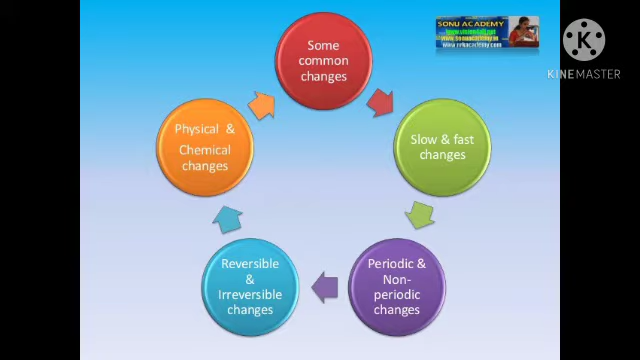 Some
common
changes
Slow & fast
changes
Periodic &
Non-
periodic
changes
Reversible
&
Irreversible
changes
Physical &
Chemical
changes
SONU ACADEMY
KINEMASTER